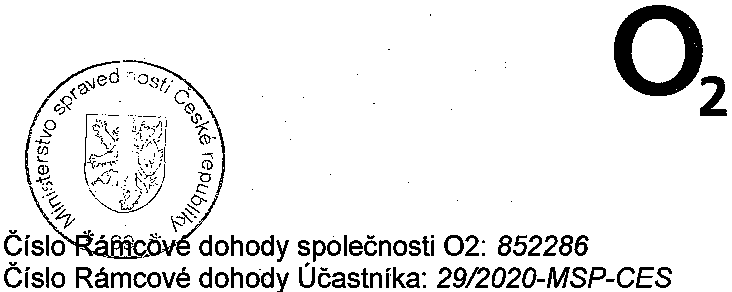 O2
Ministerstvo spravedlnosti České republiky
Číslo Rámcové dohody společnosti O2: 852286
Číslo Rámcové dohody Účastníka: 29/2020-MSP-CES